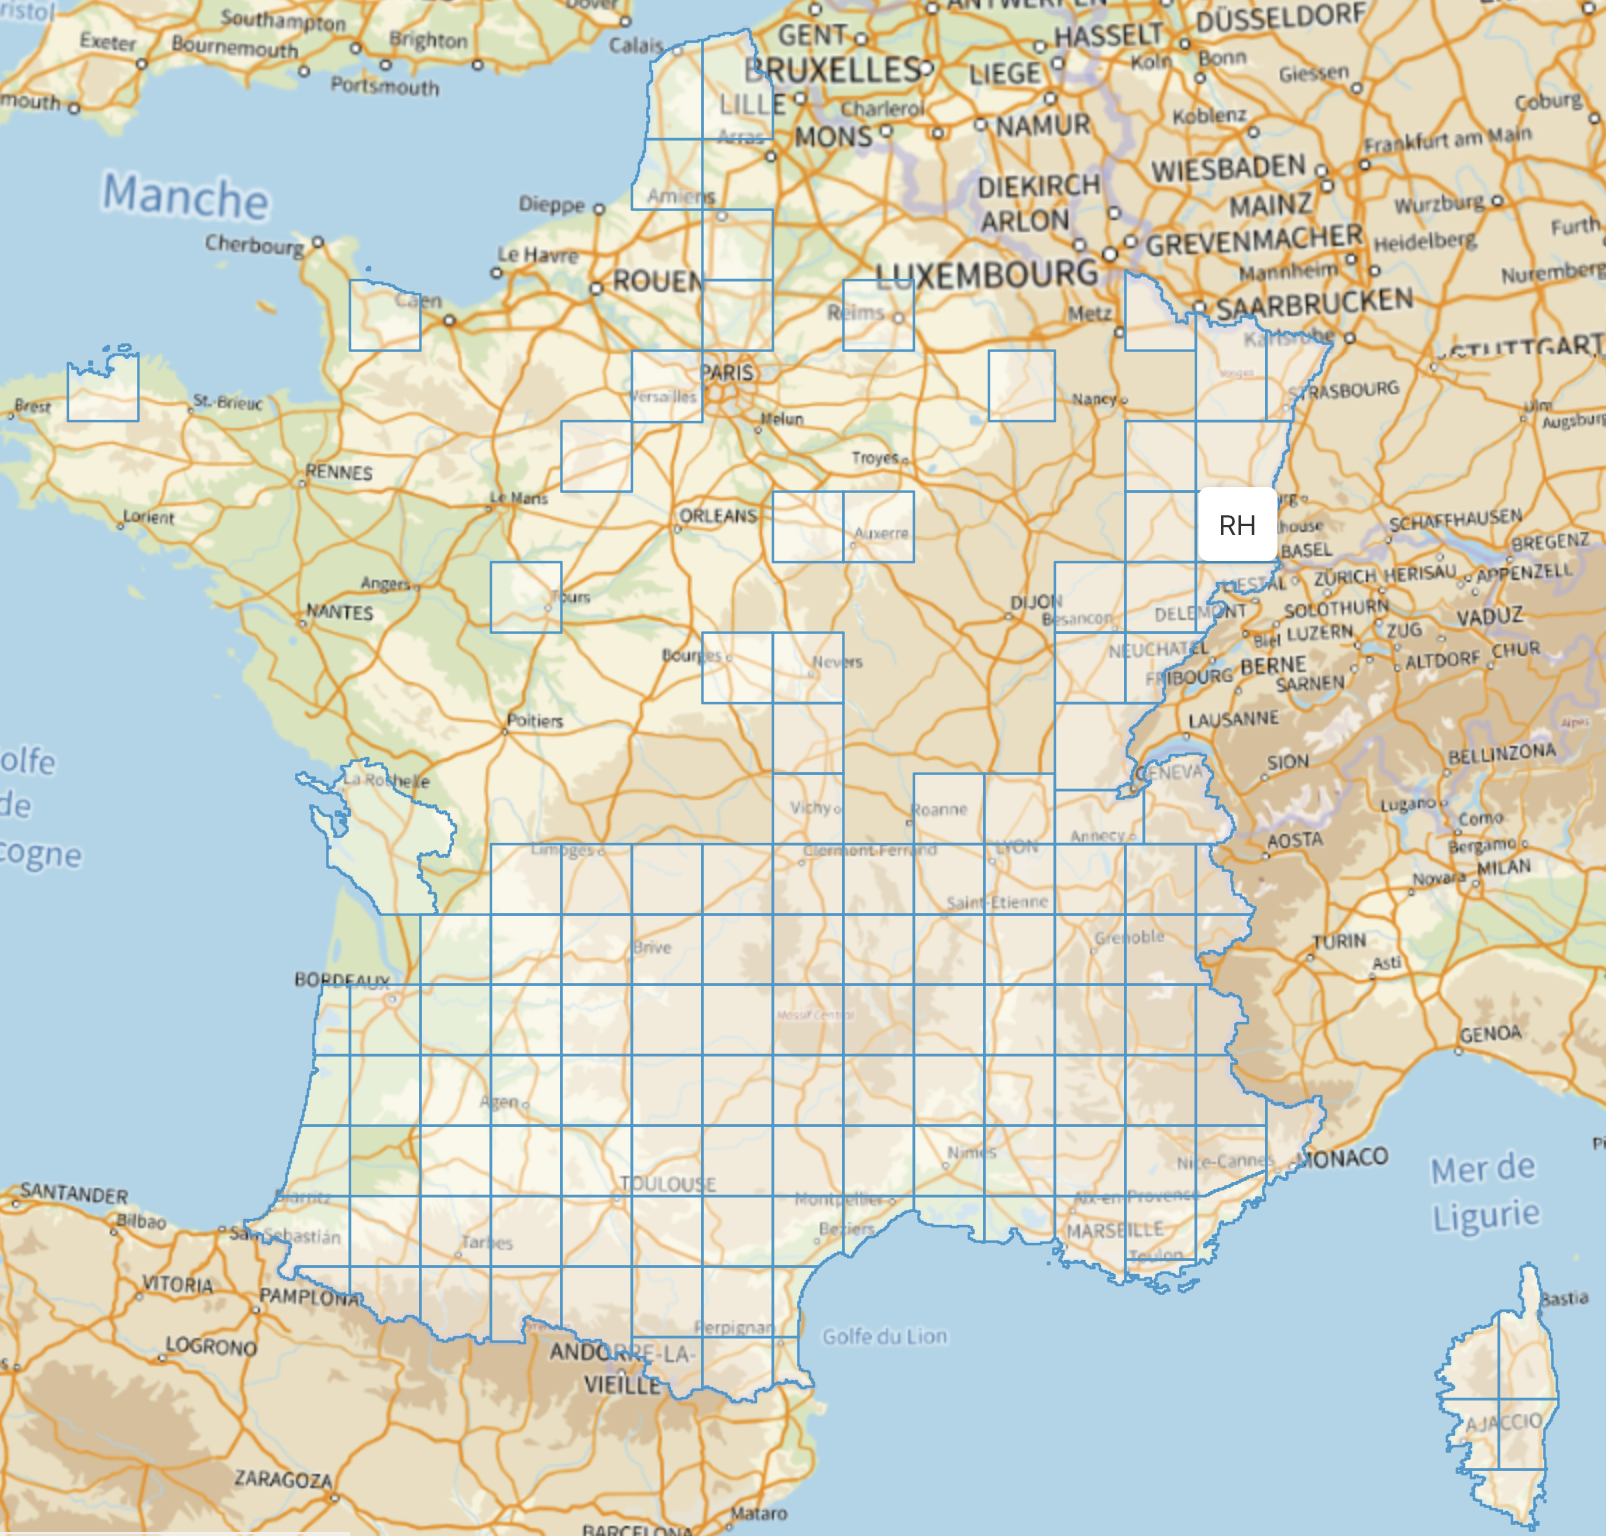 Southampton
Dover
GENT
HASSELT
DÜSSELDORF
Exeter
Bournemouth
Brighton
Calais
BRUXELLES
LIEGE
Koln
Bonn
Giessen
Portsmouth
LILLE
Charleroi
Koblenz
Coburg
Arras
MONS
NAMUR
Frankfurt am Main
WIESBADEN
Manche
Dieppe
Amiens
DIEKIRCH
MAINZ
Wurzburg
ARLON
Furth
Cherbourg
Le Havre
GREVENMACHER
Heidelberg
ROUEN
LUXEMBOURG
Mannheim
Nuremberg
Caen
Reims
Metz
SAARBRUCKEN
Karlsruhe
STUTTGART
PARIS
Vosges
Brest
St.-Brieuc
Versailles
Nancy
STRASBOURG
Ulm
Melun
Augsburg
RENNES
Troyes
Le Mans
Lorient
ORLEANS
Auxerre
RH
SCHAFFHAUSEN
BASEL
BREGENZ
Angers
Tours
DIJON
Besancon
LIESTAL
ZÜRICH
HERISAU
APPENZELL
NANTES
DELEMONT
SOLOTHURN
VADUZ
Bourges
Nevers
NEUCHATEL
Biel
LUZERN
ZUG
FRIBOURG
BERNE
ALTDORF
CHUR
SARNEN
Poitiers
LAUSANNE
Alpes
Golfe
de
La Rochelle
GENEVA
SION
BELLINZONA
Vichy
Roanne
Lugano
Como
Limoges
Clermont-Ferrand
LYON
Annecy
AOSTA
Bergamo
Novara
MILAN
Saint-Etienne
Brive
Grenoble
TURIN
Asti
BORDEAUX
Massif Central
GENOA
Agen
Nimes
Nice-Cannes
MONACO
Mer de
Ligurie
SANTANDER
Biarritz
TOULOUSE
Montpellier
Aix-en-Provence
Bilbao
San Sebastián
Tarbes
Beziers
MARSEILLE
Toulon
VITORIA
PAMPLONA
Bastia
LOGRONO
Perpignan
Golfe du Lion
ANDORRE-LA-
VIEILLE
AJACCIO
ZARAGOZA
Mataro
BARCELONA